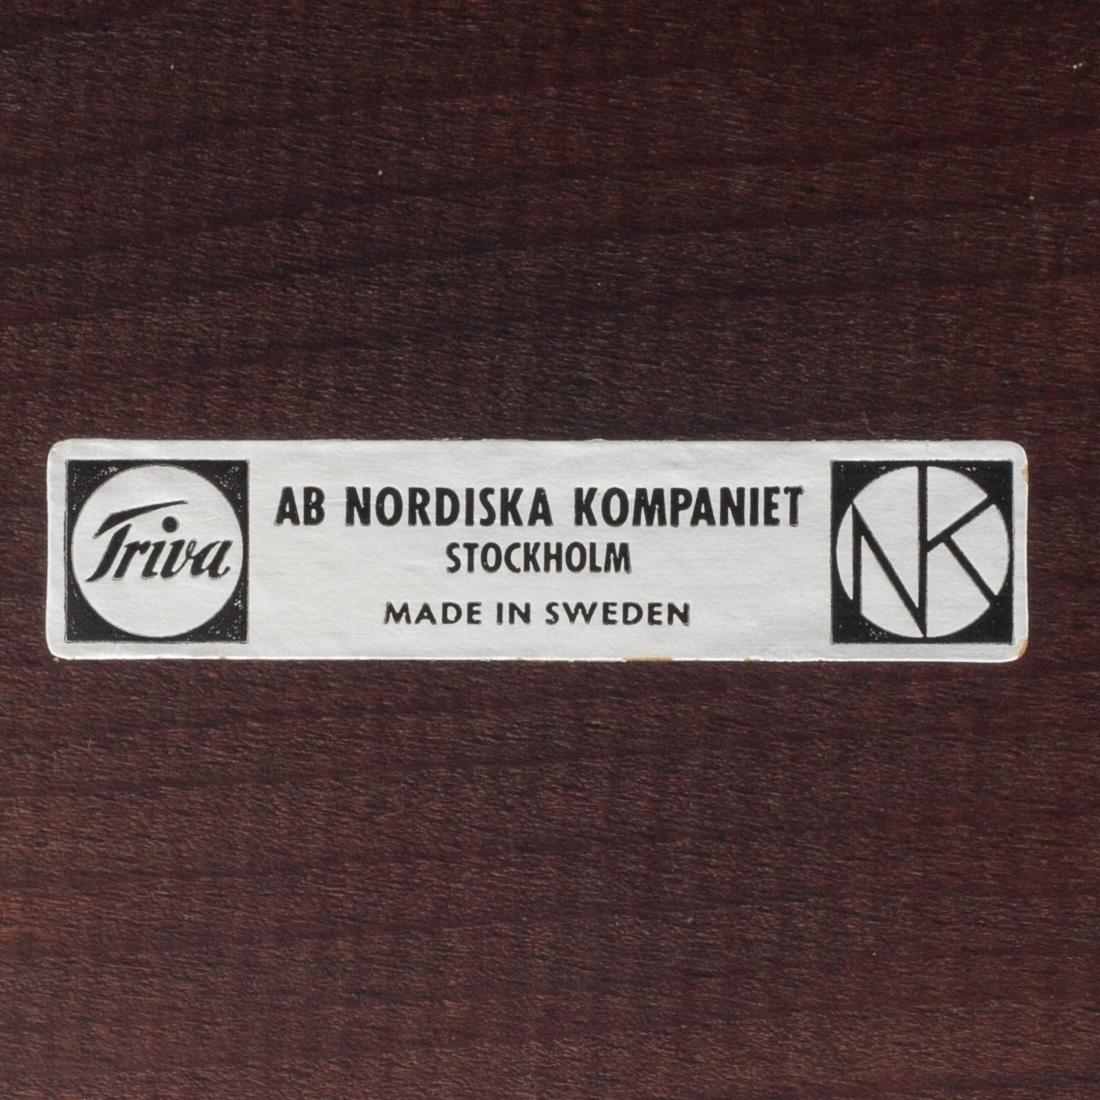 Triva
AB NORDISKA KOMPANIET
STOCKHOLM
MADE IN SWEDEN
NK